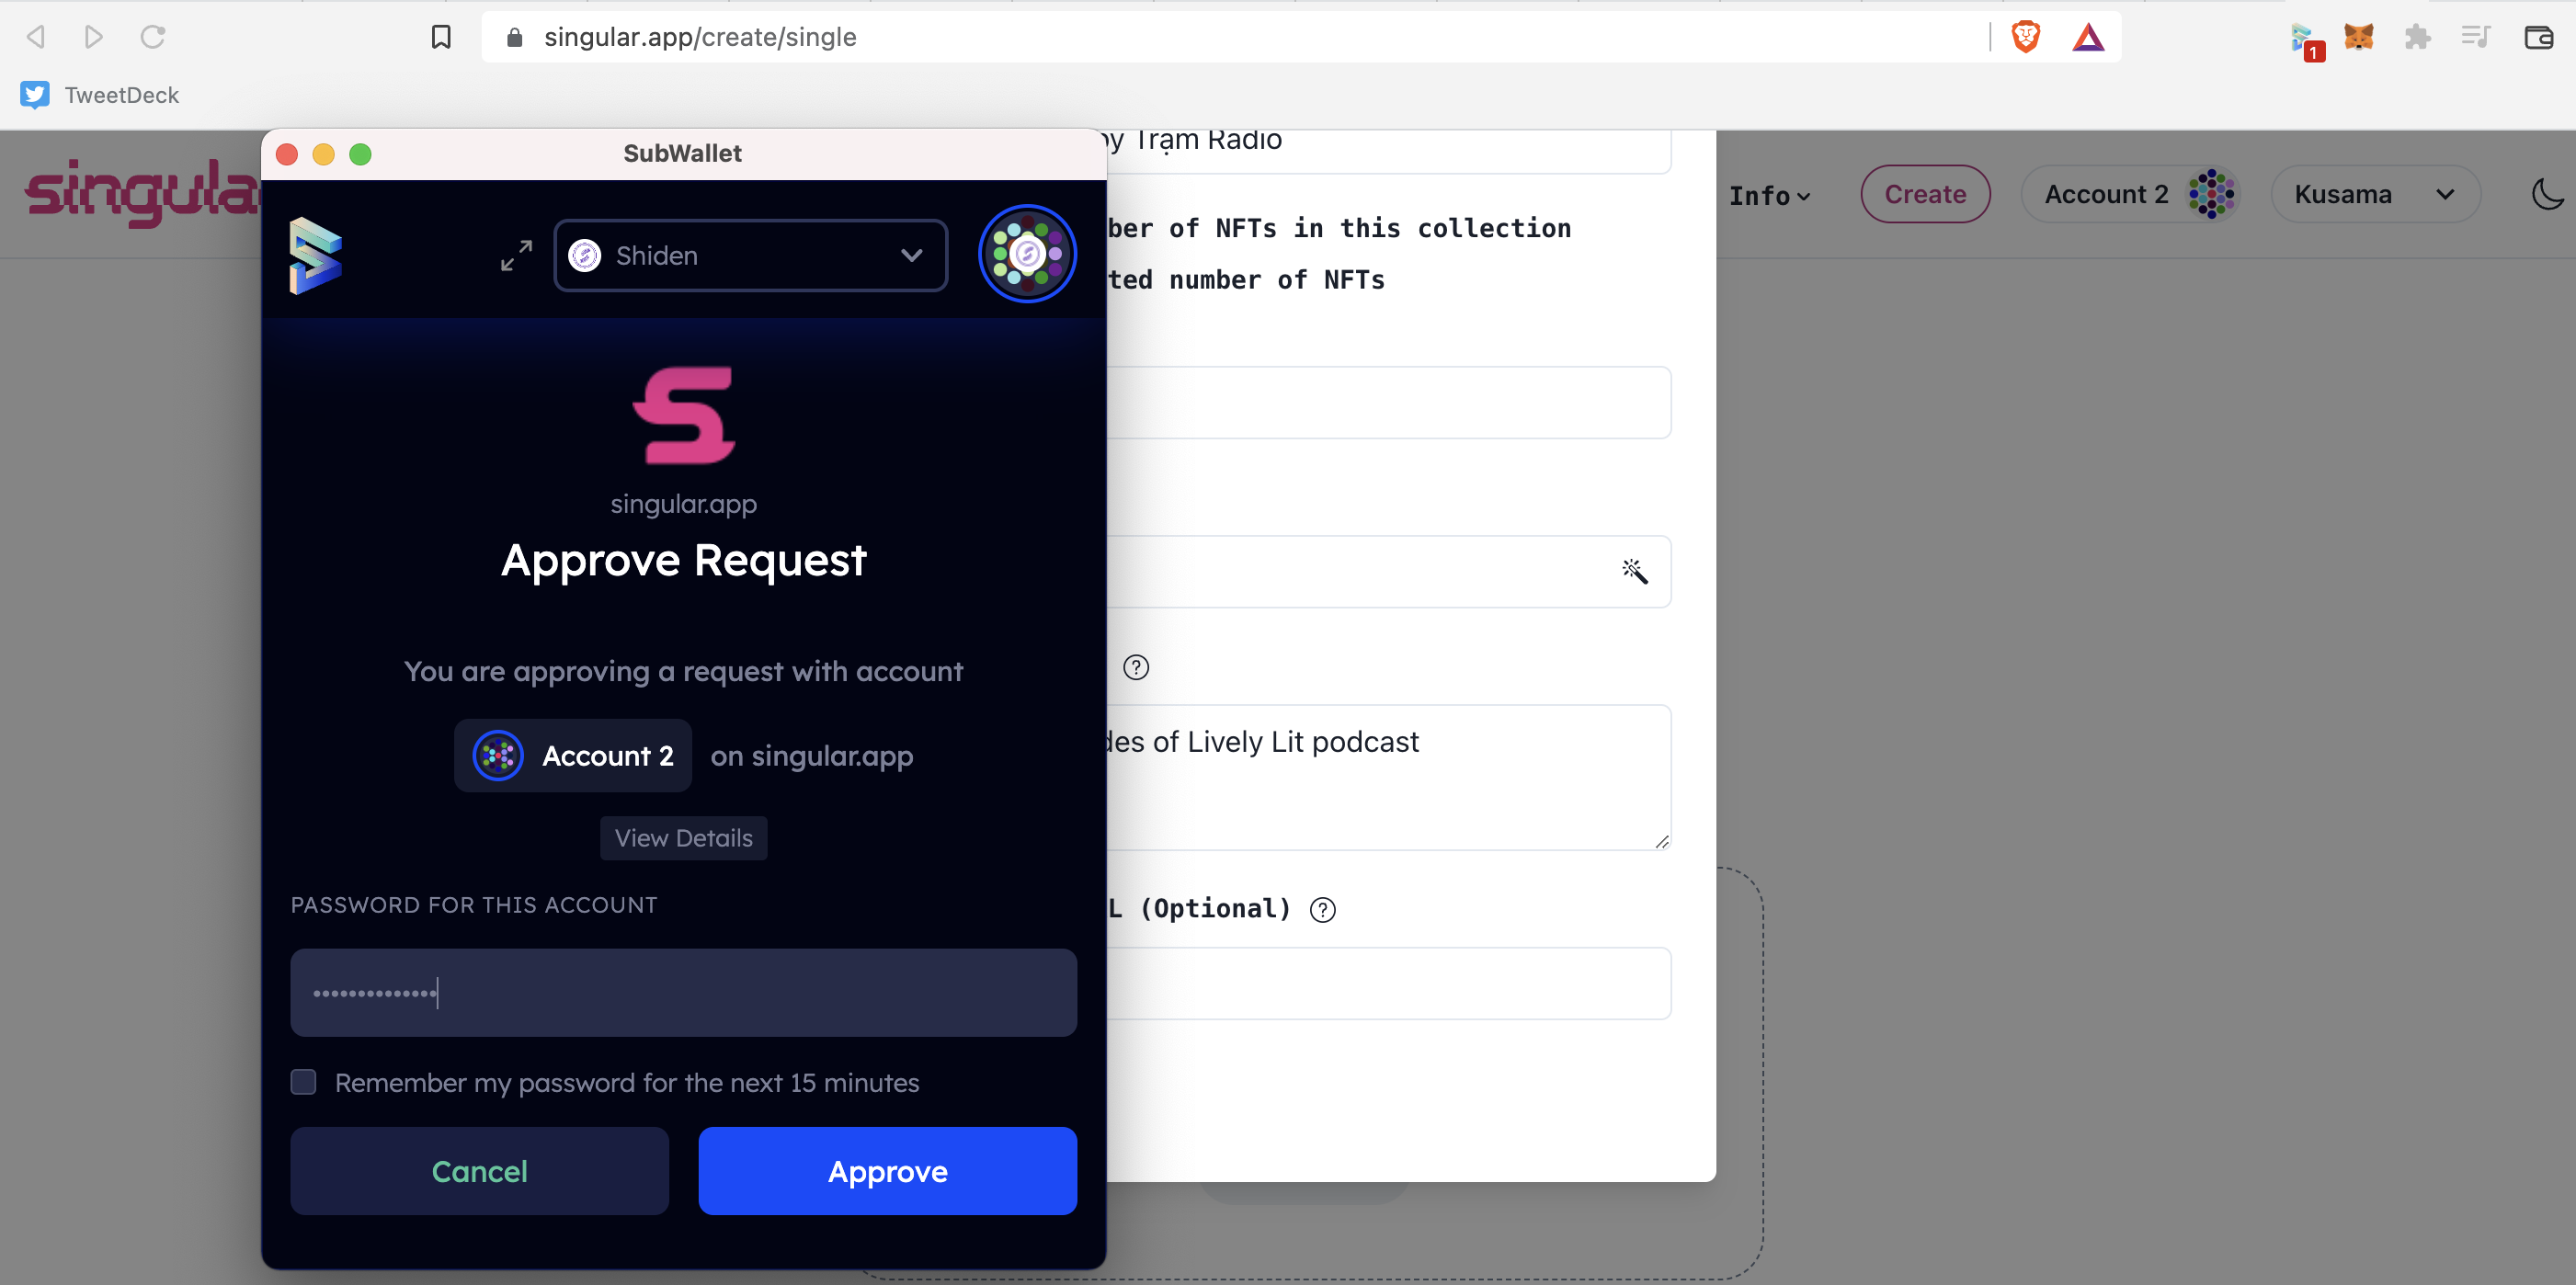 singular.app/create/single
1
TweetDeck
SubWallet
Shiden
singular.app
Approve Request
You are approving a request with account
Account 2 on singular.app
View Details
PASSWORD FOR THIS ACCOUNT
••••••••••••••
Remember my password for the next 15 minutes
Cancel
Approve
by Trạm Radio
ber of NFTs in this collection
ted number of NFTs
des of Lively Lit podcast
L (Optional)
Info
Create
Account 2
Kusama